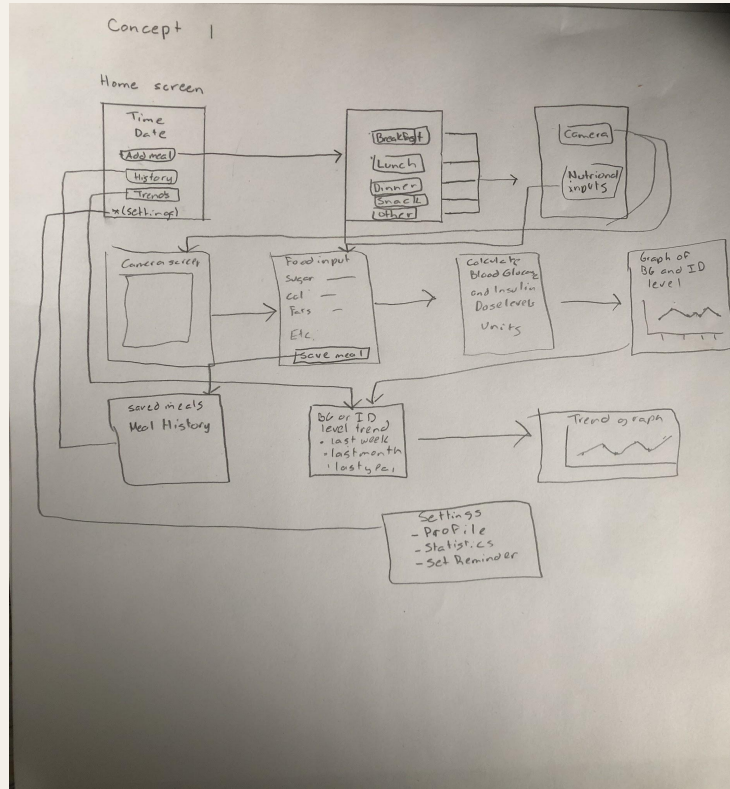 Concept 1
Home screen
Time
Date
Add meal
History
Trends
*(settings)
Breakfast
Lunch
Dinner
Snack
Other
Camera
Nutrional
inputs
Camera screen
Food input
Sugar
Cal
Fats
Etc.
Save meal
Calculate
Blood Glucose
and Insulin
Dose levels
Units
Graph of
BG and ID
level
saved meals
Meal History
BG or ID
level trend
• last week
• last month
• last year
Trend graph
Settings
- Profile
- Statistics
- Set Reminder